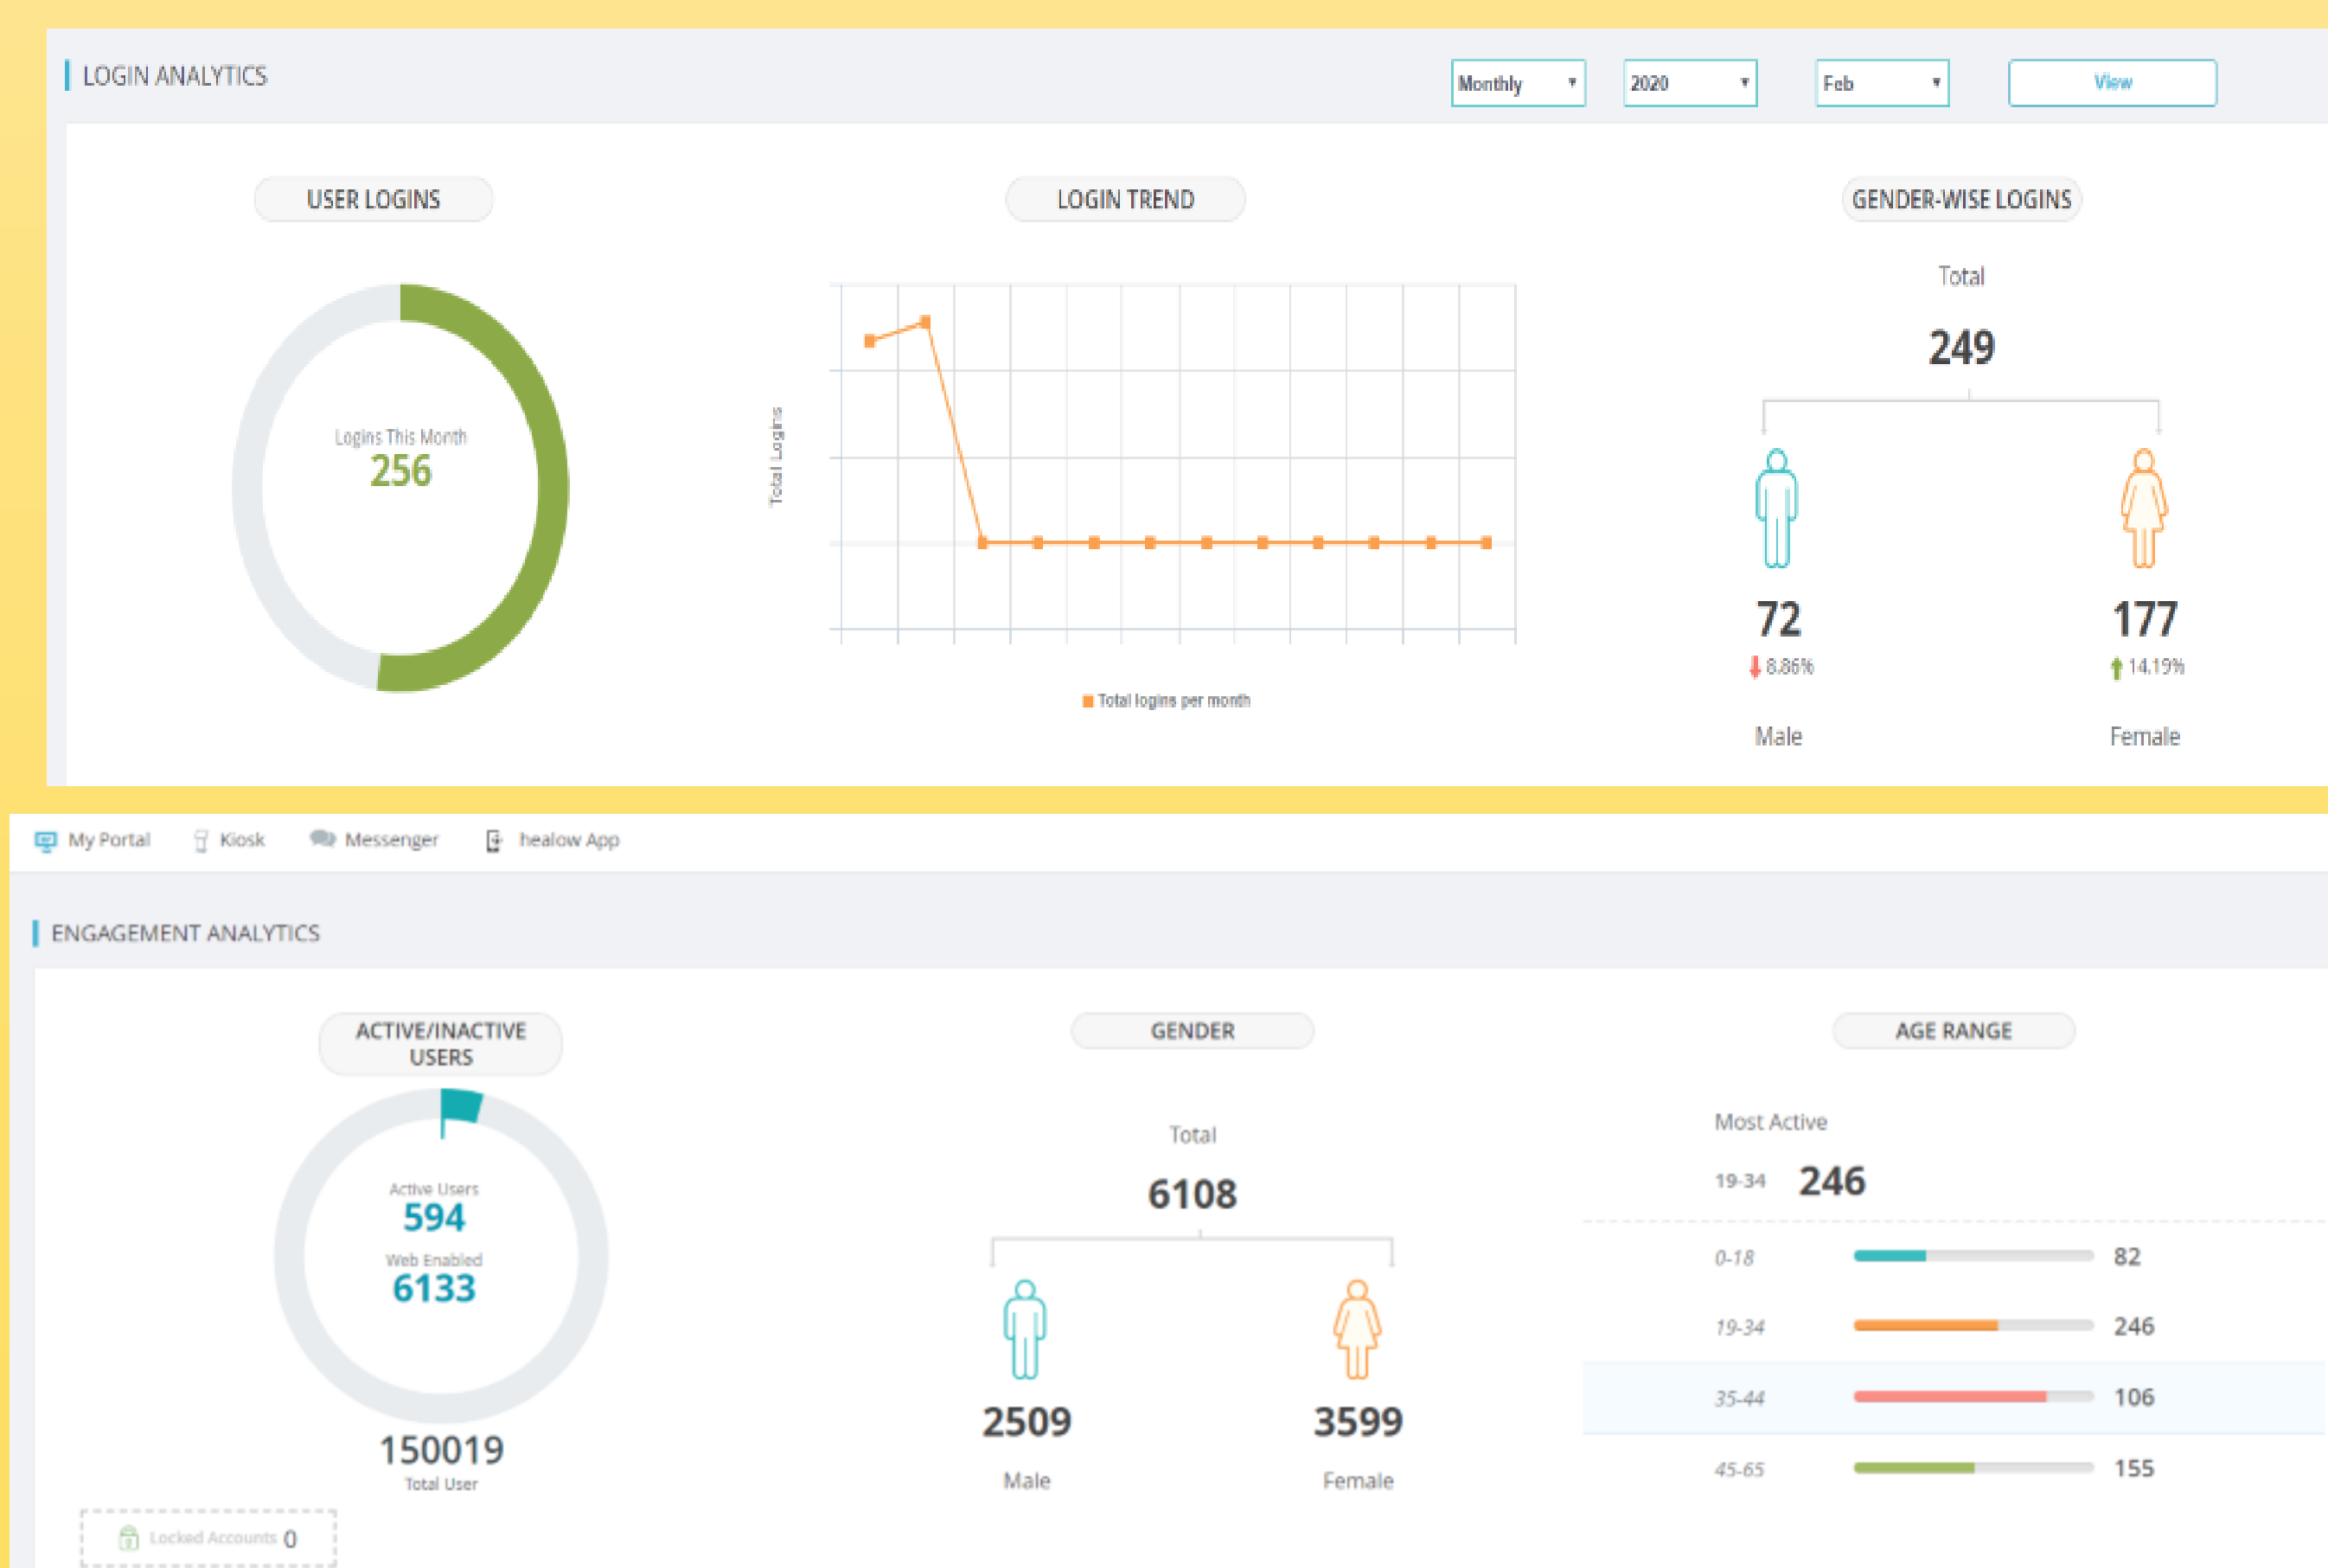 LOGIN ANALYTICS
Monthly
2020
Feb
View
USER LOGINS
LOGIN TREND
GENDER-WISE LOGINS
Logins This Month
256
Total Logins
Total logins per month
Total
249
72
177
8.86%
14.19%
Male
Female
My Portal
Kiosk
Messenger
healow App
ENGAGEMENT ANALYTICS
ACTIVE/INACTIVE
USERS
Active Users
594
Web Enabled
6133
150019
Total User
Locked Accounts 0
GENDER
Total
6108
2509
3599
Male
Female
AGE RANGE
Most Active
19-34 246
0-18 82
19-34 246
35-44 106
45-65 155